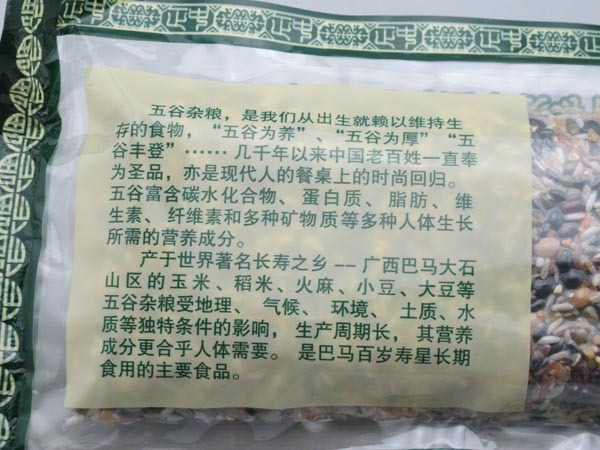 五谷杂粮，是我们从出生就赖以维持生
存的食物，“五谷为养”、“五谷为厚”“五
谷丰登”……几千年以来中国老百姓一直奉
为圣品，亦是现代人的餐桌上的时尚回归。
五谷富含碳水化合物、蛋白质、脂肪、维
生素、纤维素和多种矿物质等多种人体生长
所需的营养成分。
产于世界著名长寿之乡--广西巴马大石
山区的玉米、稻米、火麻、小豆、大豆等
五谷杂粮受地理、气候、环境、土质、水
质等独特条件的影响，生产周期长，其营养
成分更合乎人体需要。是巴马百岁寿星长期
食用的主要食品。